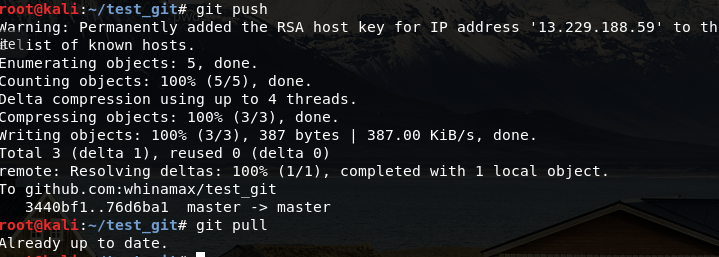 root@kali:~/test_git# git push
Warning: Permanently added the RSA host key for IP address '13.229.188.59' to th
e list of known hosts.
Enumerating objects: 5, done.
Counting objects: 100% (5/5), done.
Delta compression using up to 4 threads.
Compressing objects: 100% (3/3), done.
Writing objects: 100% (3/3), 387 bytes | 387.00 KiB/s, done.
Total 3 (delta 1), reused 0 (delta 0)
remote: Resolving deltas: 100% (1/1), completed with 1 local object.
To github.com:whinamax/test_git
   3440bf1..76d6ba1  master -> master
root@kali:~/test_git# git pull
Already up to date.